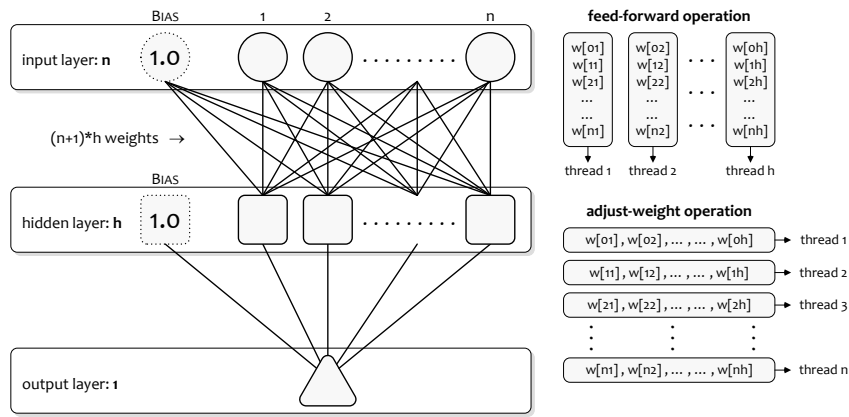 BIAS 1 2 n
input layer: n 1.0 . . . . . . . . .
(n+1)*h weights →
BIAS
hidden layer: h 1.0 . . . . . . . . .
output layer: 1
feed-forward operation
w[01] w[02] w[0h]
w[11] w[12] . . . w[1h]
w[21] w[22] w[2h]
... ... . . . ...
... ... ...
w[n1] w[n2] . . . w[nh]
thread 1 thread 2 thread h
adjust-weight operation
w[01] , w[02] , ... , ... , w[0h] thread 1
w[11] , w[12] , ... , ... , w[1h] thread 2
w[21] , w[22] , ... , ... , w[2h] thread 3
w[n1] , w[n2] , ... , ... , w[nh] thread n